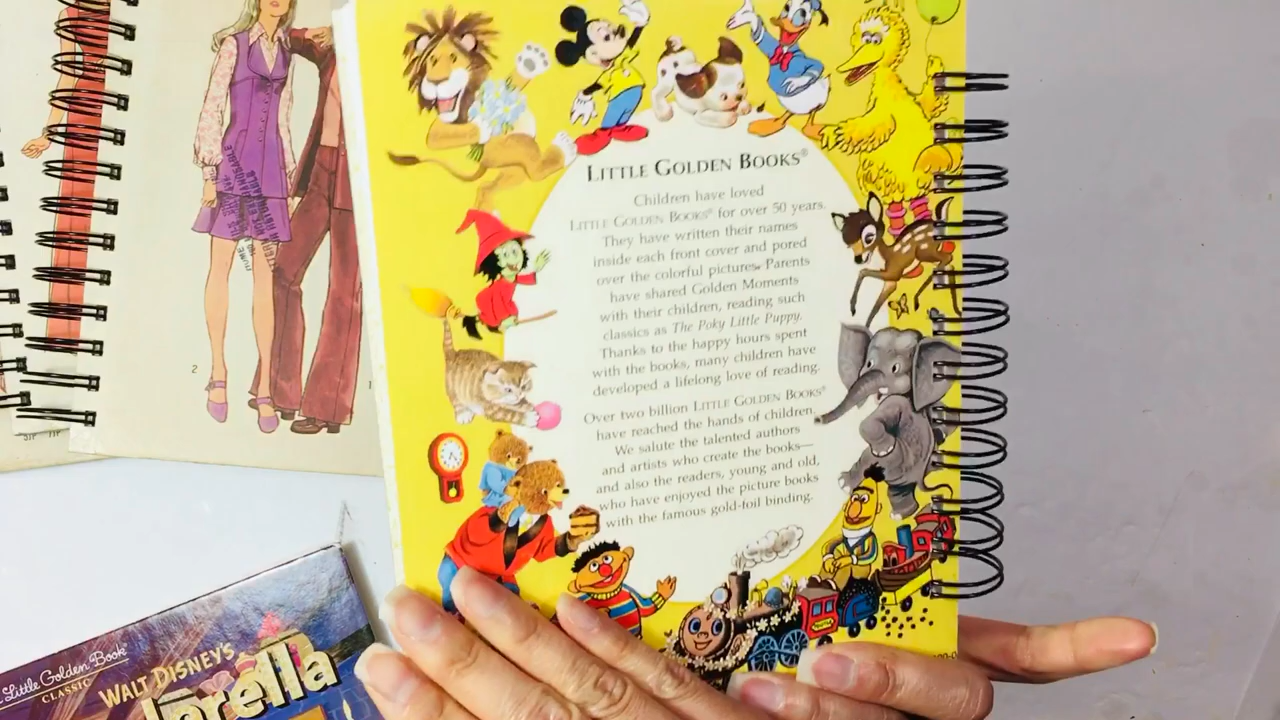 LITTLE GOLDEN BOOKS®
Children have loved
LITTLE GOLDEN BOOKS® for over 50 years.
They have written their names
inside each front cover and pored
over the colorful pictures. Parents
have shared Golden Moments
with their children, reading such
classics as The Poky Little Puppy.
Thanks to the happy hours spent
with the books, many children have
developed a lifelong love of reading.
Over two billion LITTLE GOLDEN BOOKS®
have reached the hands of children.
We salute the talented authors
and artists who create the books—
and also the readers, young and old,
who have enjoyed the picture books
with the famous gold-foil binding.
2
Little Golden Book®
CLASSIC
WALT DISNEY'S